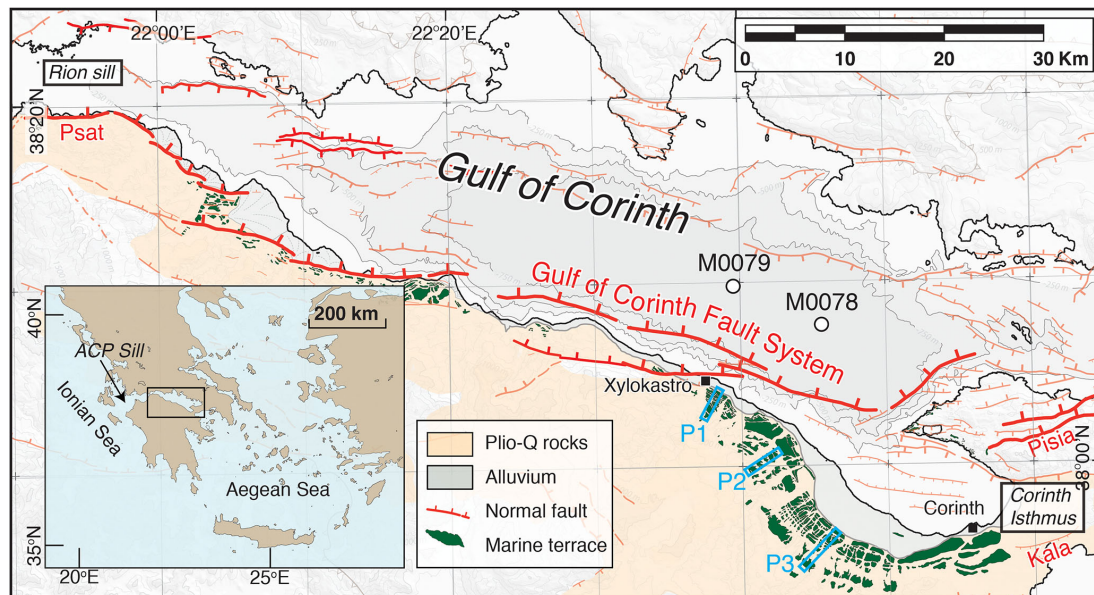 22°00'E
22°20'E
0 10 20 30 Km
Rion sill
38°20'N
Psat
Gulf of Corinth
M0079
M0078
Gulf of Corinth Fault System
40°N
200 km
ACP Sill
Ionian Sea
Aegean Sea
35°N
20°E
25°E
Xylokastro
P1
P2
P3
Plio-Q rocks
Alluvium
Normal fault
Marine terrace
Pisia
38°00'N
Corinth
Corinth
Isthmus
Kála